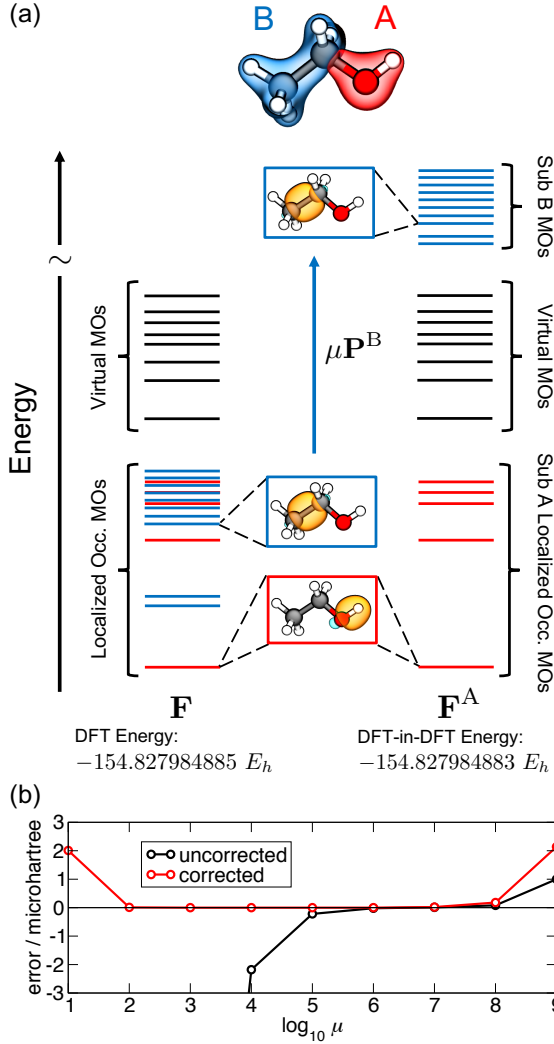 (a)
B A
Sub B MOs
~
μP^B
Virtual MOs
Virtual MOs
Energy
Localized Occ. MOs
Sub A Localized Occ. MOs
F
F^A
DFT Energy:
−154.827984885 E_h
DFT-in-DFT Energy:
−154.827984883 E_h
(b)
error / microhartree
3
2
1
0
-1
-2
-3
uncorrected
corrected
1 2 3 4 5 6 7 8 9
log₁₀ μ